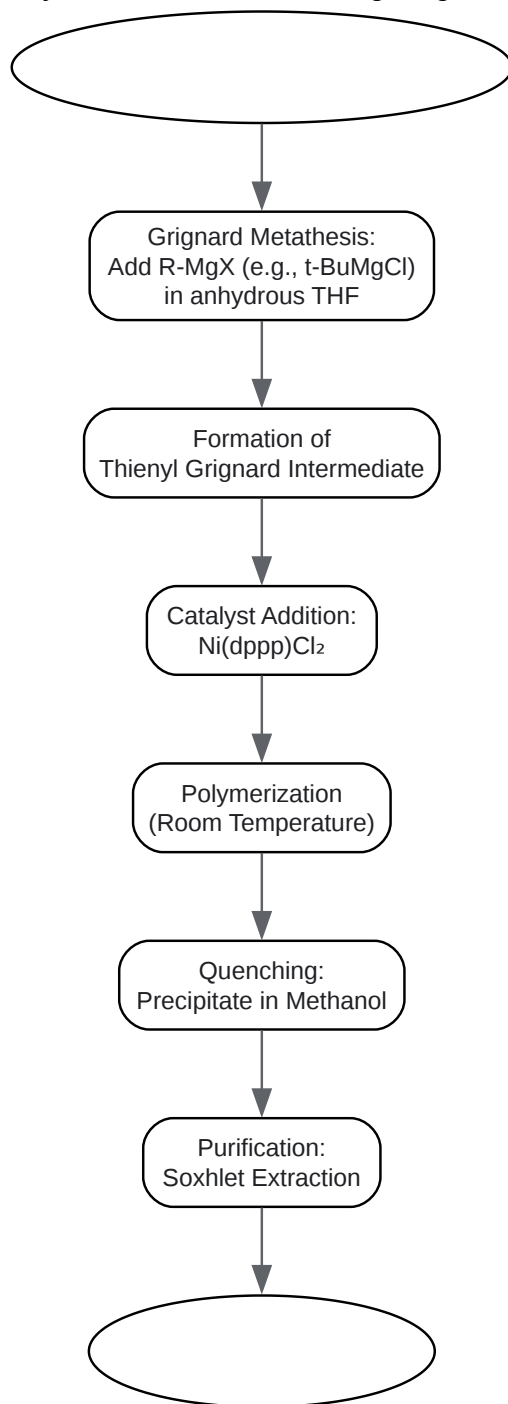 Grignard Metathesis:
Add R-MgX (e.g., t-BuMgCl)
in anhydrous THF
Formation of
Thienyl Grignard Intermediate
Catalyst Addition:
Ni(dppp)Cl₂
Polymerization
(Room Temperature)
Quenching:
Precipitate in Methanol
Purification:
Soxhlet Extraction